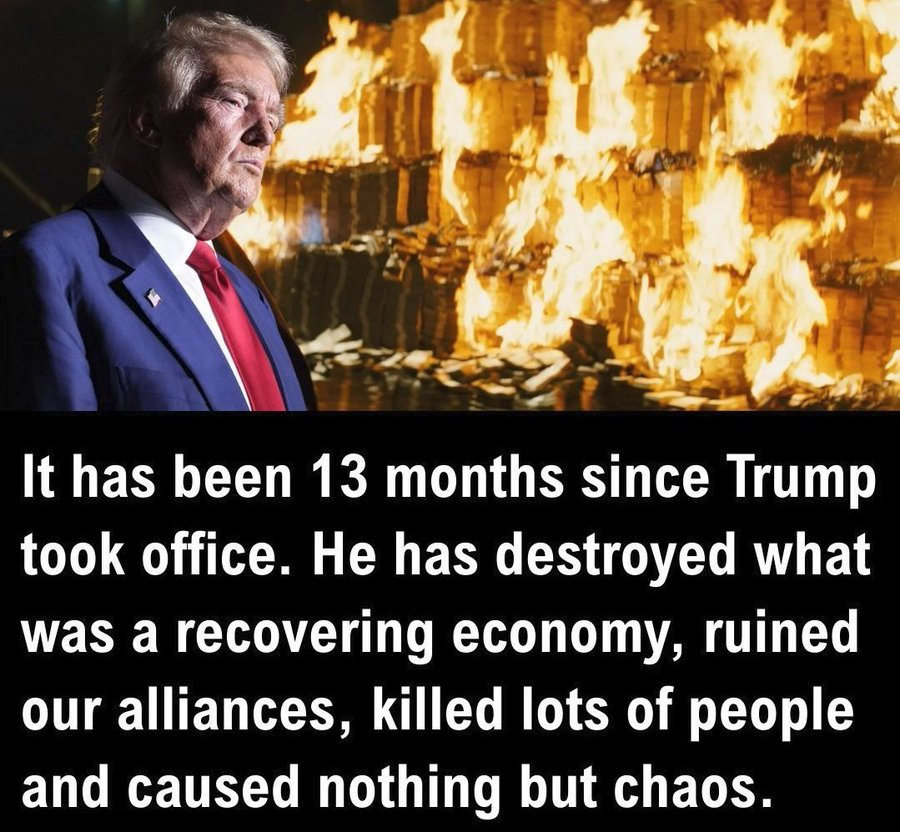 It has been 13 months since Trump
took office. He has destroyed what
was a recovering economy, ruined
our alliances, killed lots of people
and caused nothing but chaos.